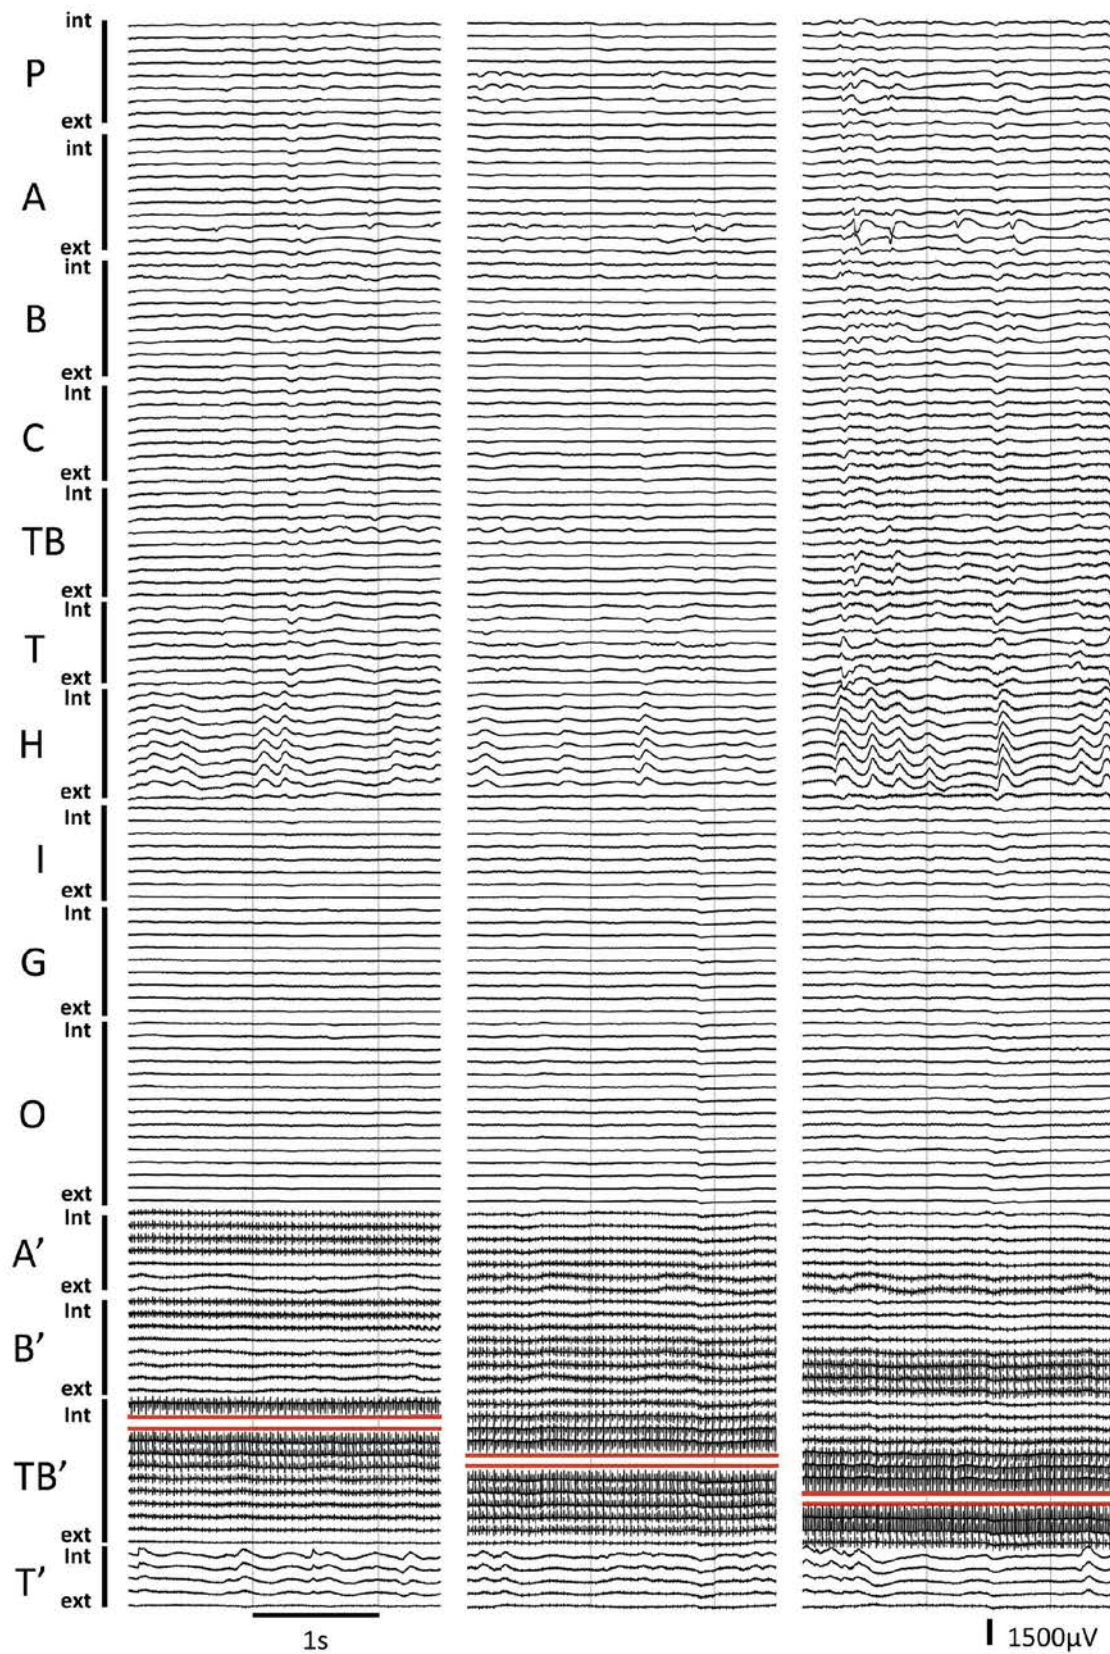 int
P
ext
int
A
ext
int
B
ext
Int
C
ext
Int
TB
ext
Int
T
ext
Int
H
ext
Int
I
ext
Int
G
ext
Int
O
ext
Int
A’
ext
Int
B’
ext
Int
TB’
ext
Int
T’
ext
1s
1500µV